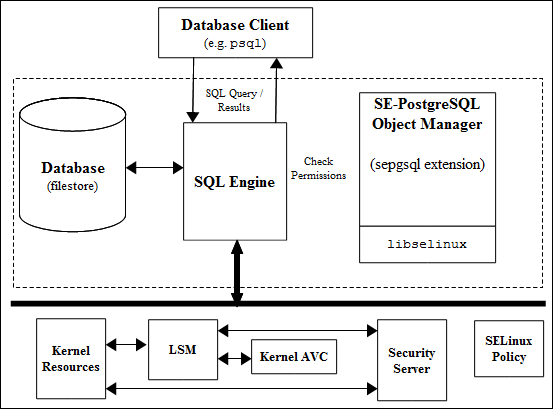 Database Client
(e.g. psql)
SQL Query /
Results
SE-PostgreSQL
Object Manager
(sepgsql extension)
Database
(filestore)
SQL Engine
Check
Permissions
libselinux
Kernel
Resources
LSM
Kernel AVC
Security
Server
SELinux
Policy